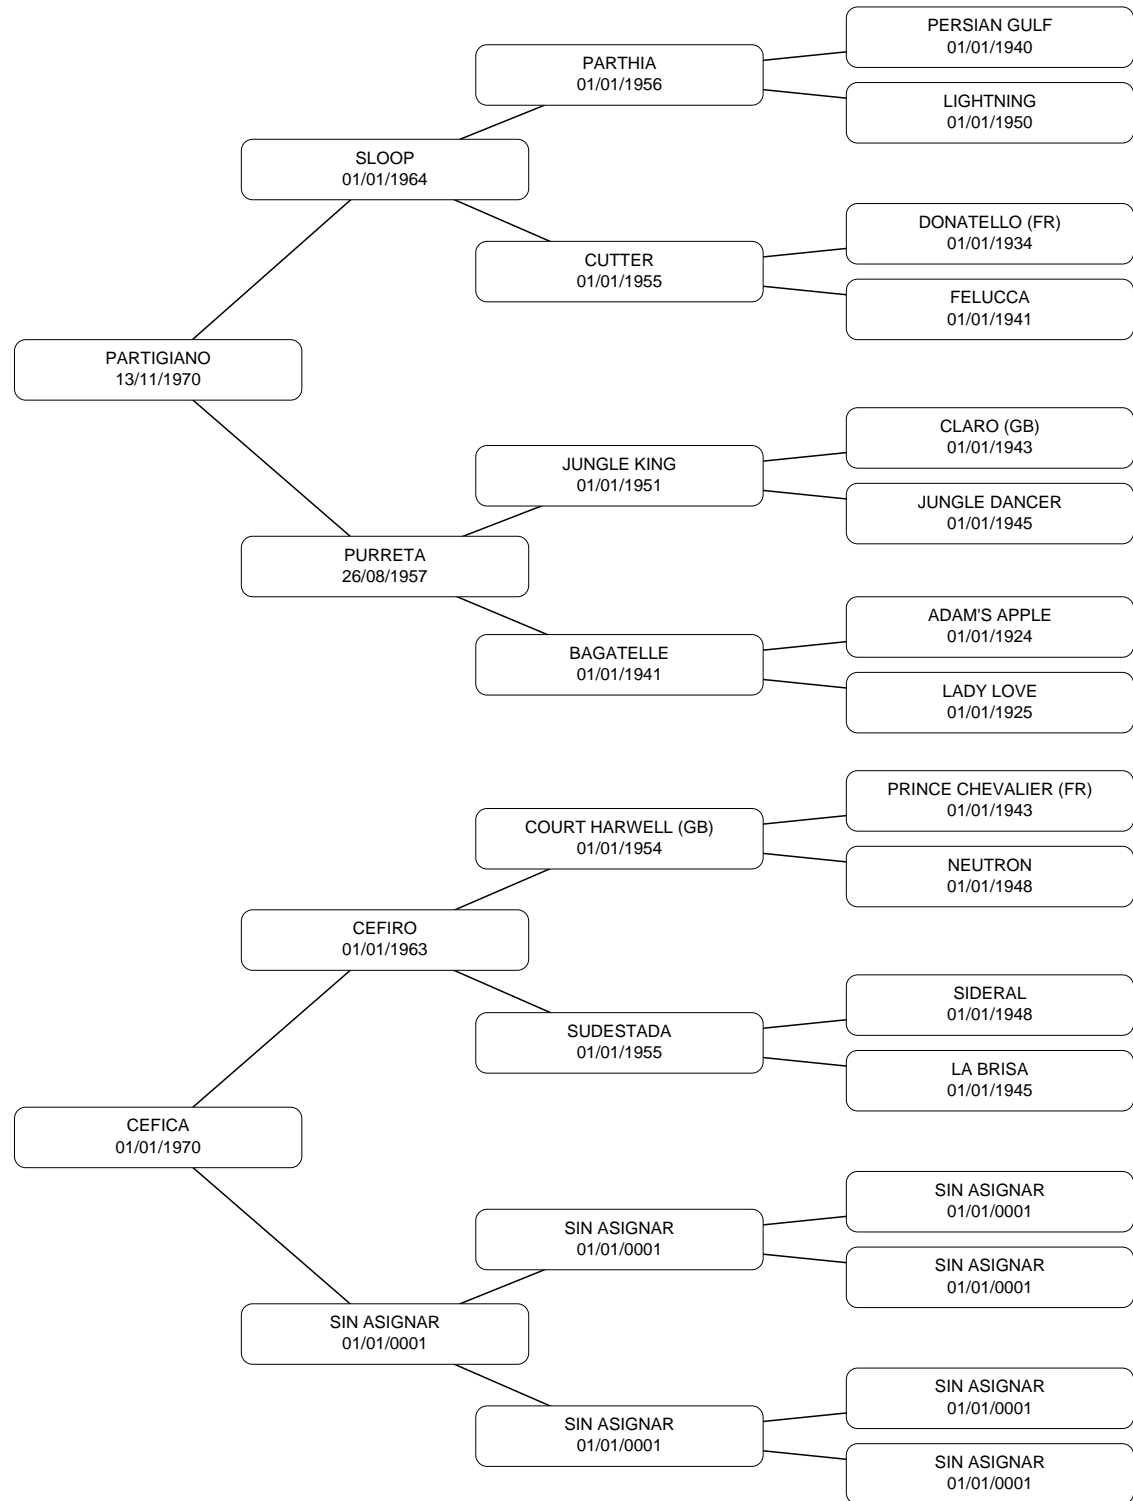 PERSIAN GULF
01/01/1940
PARTHIA
01/01/1956
LIGHTNING
01/01/1950
SLOOP
01/01/1964
DONATELLO (FR)
01/01/1934
CUTTER
01/01/1955
FELUCCA
01/01/1941
PARTIGIANO
13/11/1970
CLARO (GB)
01/01/1943
JUNGLE KING
01/01/1951
JUNGLE DANCER
01/01/1945
PURRETA
26/08/1957
ADAM'S APPLE
01/01/1924
BAGATELLE
01/01/1941
LADY LOVE
01/01/1925
PRINCE CHEVALIER (FR)
01/01/1943
COURT HARWELL (GB)
01/01/1954
NEUTRON
01/01/1948
CEFIRO
01/01/1963
SIDERAL
01/01/1948
SUDESTADA
01/01/1955
LA BRISA
01/01/1945
CEFICA
01/01/1970
SIN ASIGNAR
01/01/0001
SIN ASIGNAR
01/01/0001
SIN ASIGNAR
01/01/0001
SIN ASIGNAR
01/01/0001
SIN ASIGNAR
01/01/0001
SIN ASIGNAR
01/01/0001
SIN ASIGNAR
01/01/0001